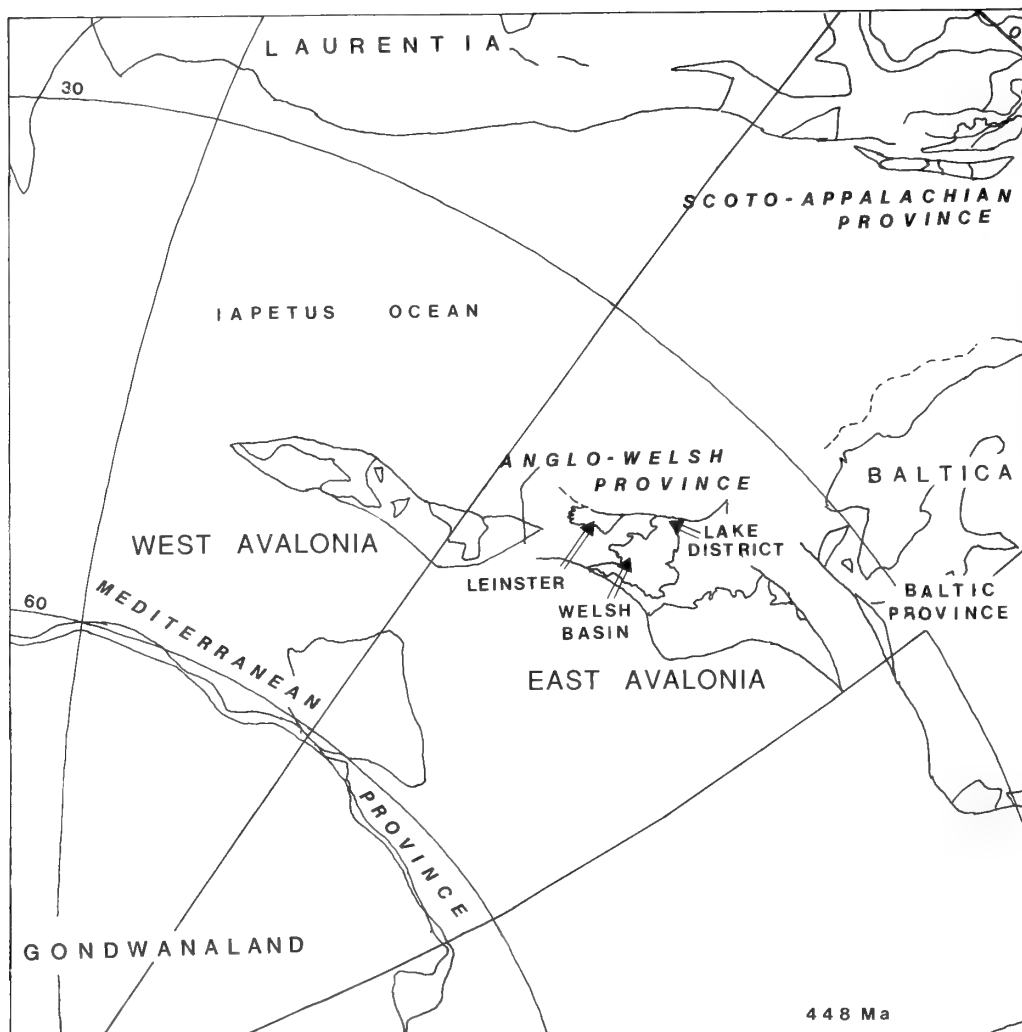 LAURENTIA
0
30
SCOTO-APPALACHIAN
PROVINCE
IAPETUS OCEAN
ANGLO-WELSH
PROVINCE
BALTICA
WEST AVALONIA
LAKE
DISTRICT
LEINSTER
WELSH
BASIN
BALTIC
PROVINCE
60
MEDITERRANEAN
PROVINCE
EAST AVALONIA
GONDWANALAND
448 Ma